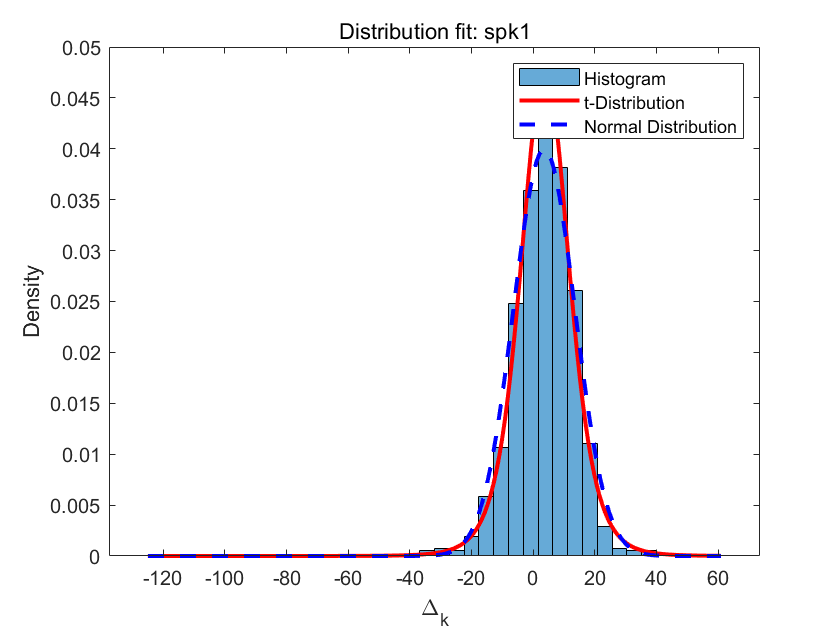 Distribution fit: spk1
0.05
0.045
0.04
0.035
0.03
0.025
0.02
0.015
0.01
0.005
0
Density
Histogram
t-Distribution
Normal Distribution
-120 -100 -80 -60 -40 -20 0 20 40 60
Δk